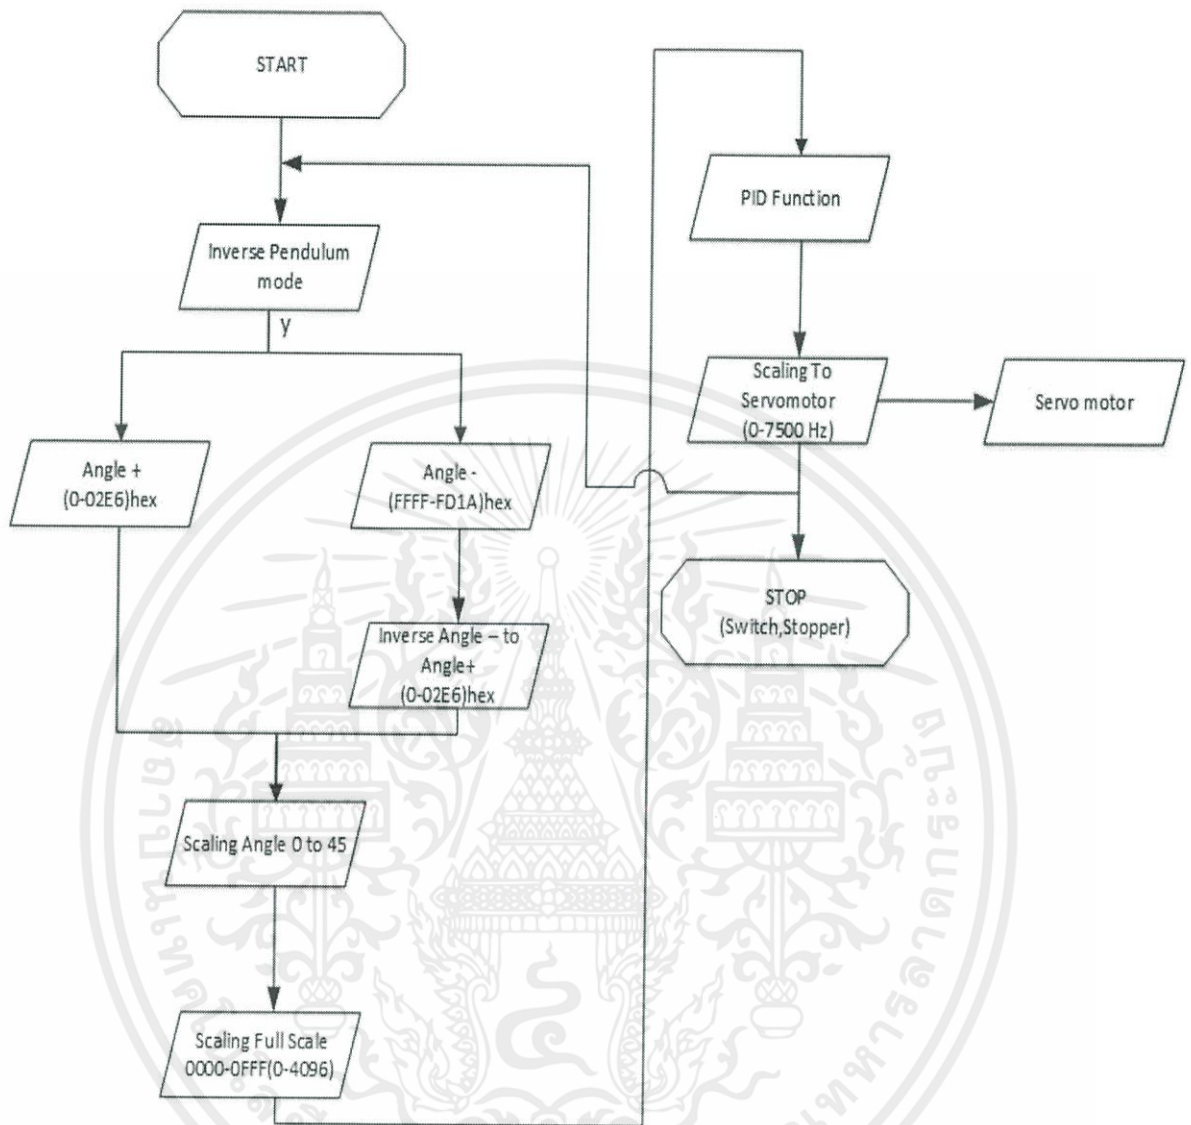 START
Inverse Pendulum
mode
y
Angle +
(0-02E6)hex
Angle -
(FFFF-FD1A)hex
Inverse Angle – to
Angle+
(0-02E6)hex
Scaling Angle 0 to 45
Scaling Full Scale
0000-0FFF(0-4096)
PID Function
Scaling To
Servomotor
(0-7500 Hz)
Servo motor
STOP
(Switch,Stopper)